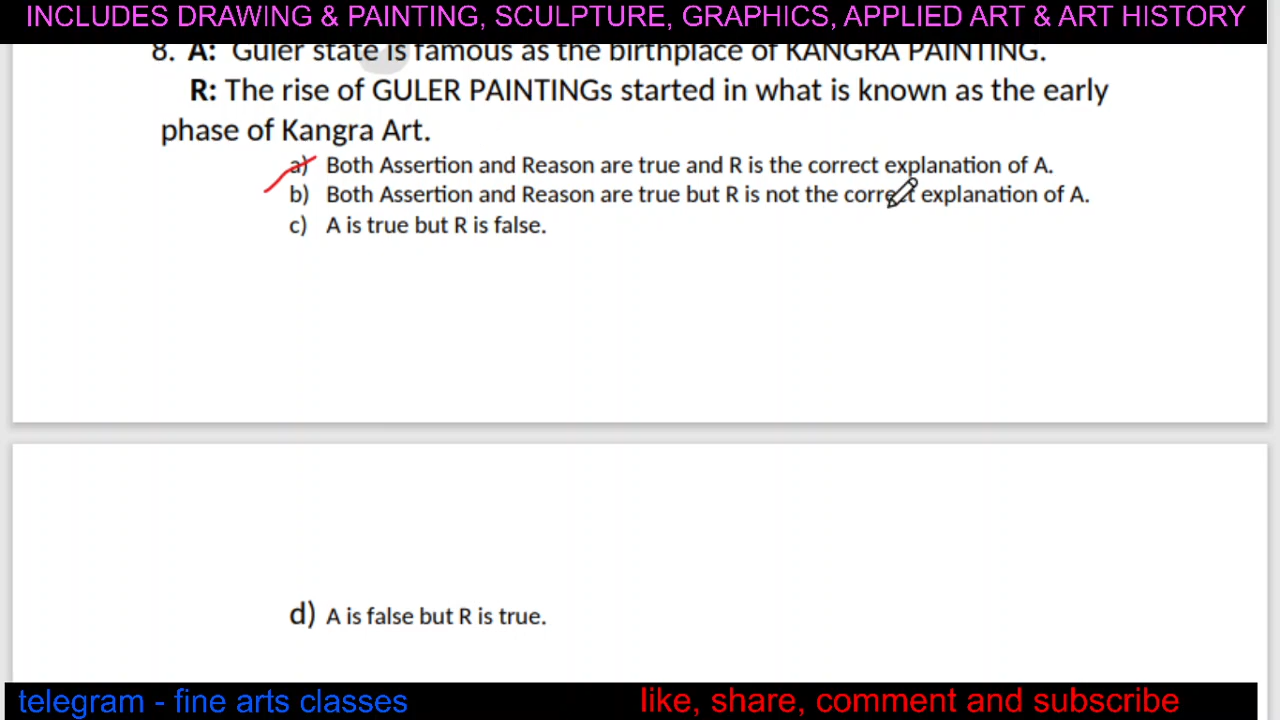 INCLUDES DRAWING & PAINTING, SCULPTURE, GRAPHICS, APPLIED ART & ART HISTORY
8. A: Guler state is famous as the birthplace of KANGRA PAINTING.
R: The rise of GULER PAINTINGs started in what is known as the early
phase of Kangra Art.
a) Both Assertion and Reason are true and R is the correct explanation of A.
b) Both Assertion and Reason are true but R is not the correct explanation of A.
c) A is true but R is false.
d) A is false but R is true.
telegram - fine arts classes
like, share, comment and subscribe